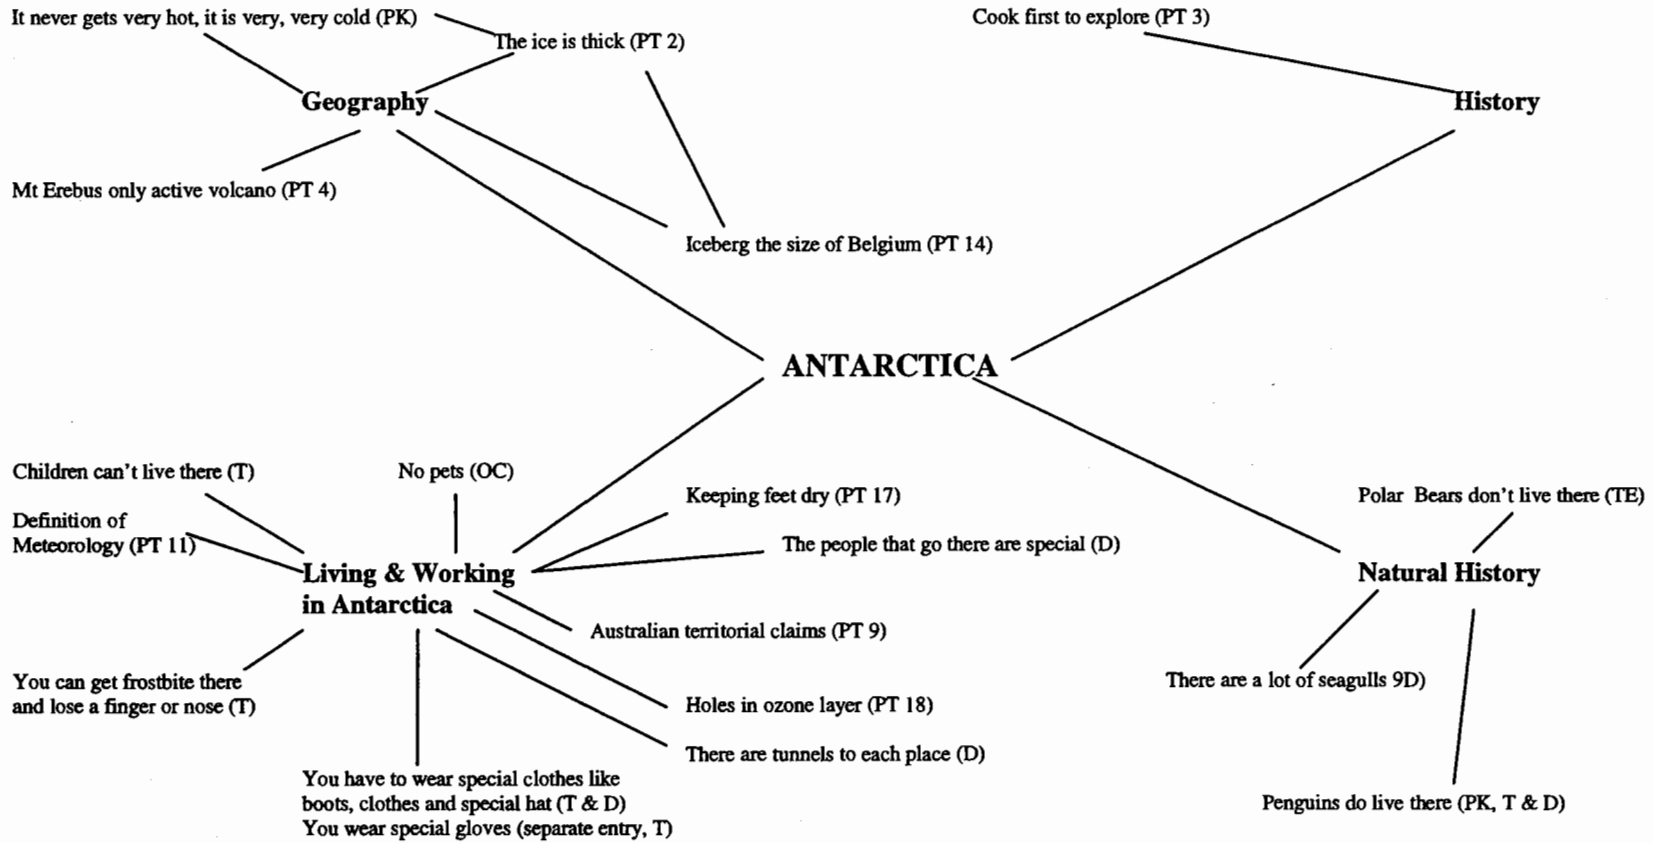 It never gets very hot, it is very, very cold (PK)
Cook first to explore (PT 3)
The ice is thick (PT 2)
Geography
History
Mt Erebus only active volcano (PT 4)
Iceberg the size of Belgium (PT 14)
ANTARCTICA
Children can't live there (T)
No pets (OC)
Keeping feet dry (PT 17)
Polar Bears don't live there (TE)
Definition of
Meteorology (PT 11)
The people that go there are special (D)
Living & Working
in Antarctica
Natural History
Australian territorial claims (PT 9)
You can get frostbite there
and lose a finger or nose (T)
There are a lot of seagulls 9D)
Holes in ozone layer (PT 18)
There are tunnels to each place (D)
You have to wear special clothes like
boots, clothes and special hat (T & D)
You wear special gloves (separate entry, T)
Penguins do live there (PK, T & D)